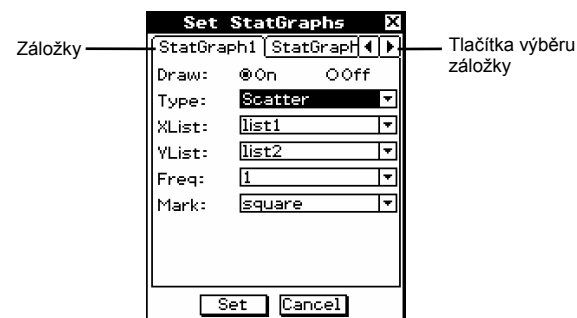 Set StatGraphs X
Záložky
StatGraph1 StatGraph
Tlačítka výběru
záložky
Draw: On Off
Type: Scatter
XList: list1
YList: list2
Freq: 1
Mark: square
Set Cancel